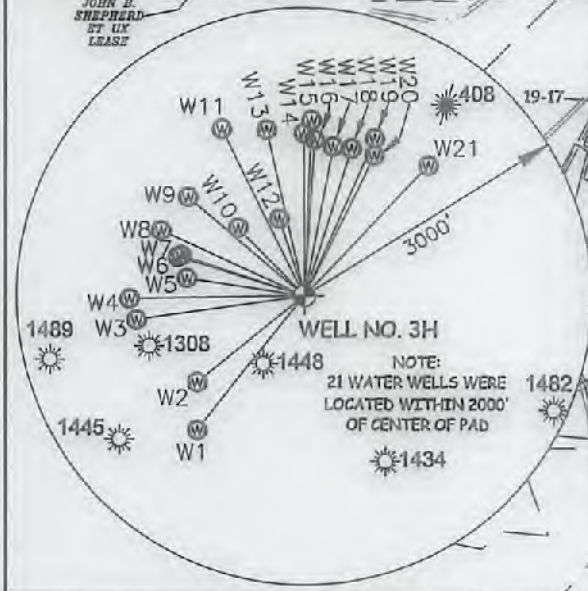 JOHN B.
SHEPHERD
ET UX
LEASE
W11
W13
W14
W15
W16
W17
W18
W19
W20
408
19-17
W21
W9
W10
W12
3000'
W8
W7
W6
W5
W4
W3
WELL NO. 3H
1489
1308
1448
NOTE:
21 WATER WELLS WERE
LOCATED WITHIN 2000'
OF CENTER OF PAD
1482
W2
1445
W1
1434